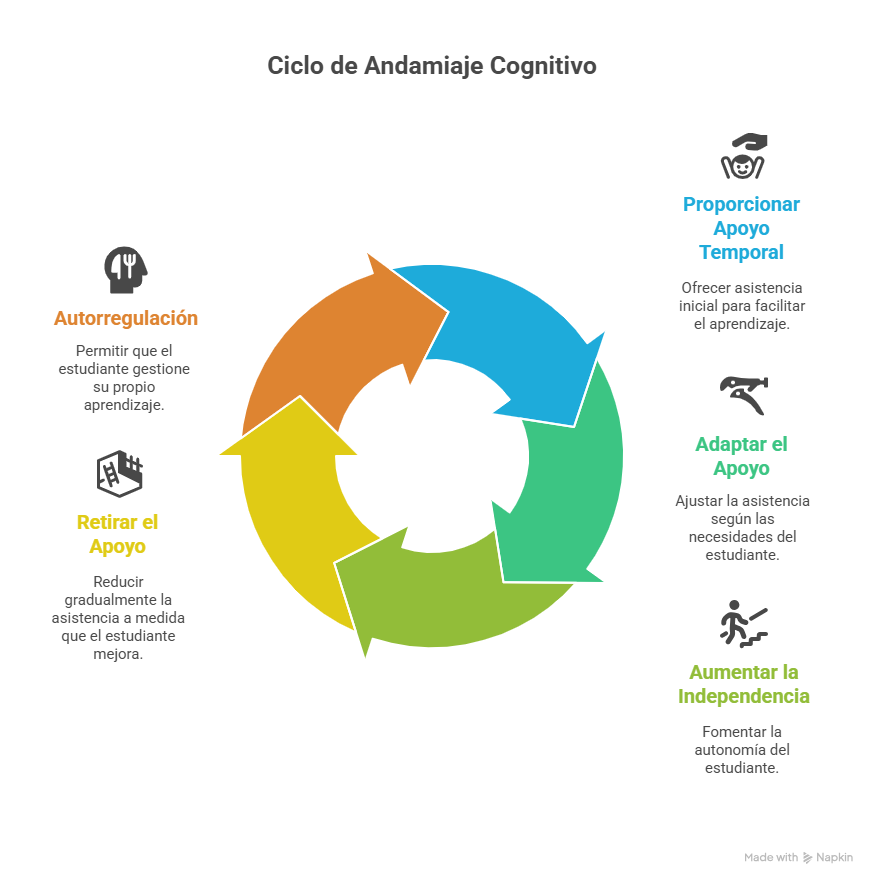 Ciclo de Andamiaje Cognitivo
Proporcionar
Apoyo
Temporal
Ofrecer asistencia
inicial para facilitar
el aprendizaje.
Adaptar el
Apoyo
Ajustar la asistencia
según las
necesidades del
estudiante.
Aumentar la
Independencia
Fomentar la
autonomía del
estudiante.
Retirar el
Apoyo
Reducir
gradualmente la
asistencia a medida
que el estudiante
mejora.
Autorregulación
Permitir que el
estudiante gestione
su propio
aprendizaje.
Made with Napkin